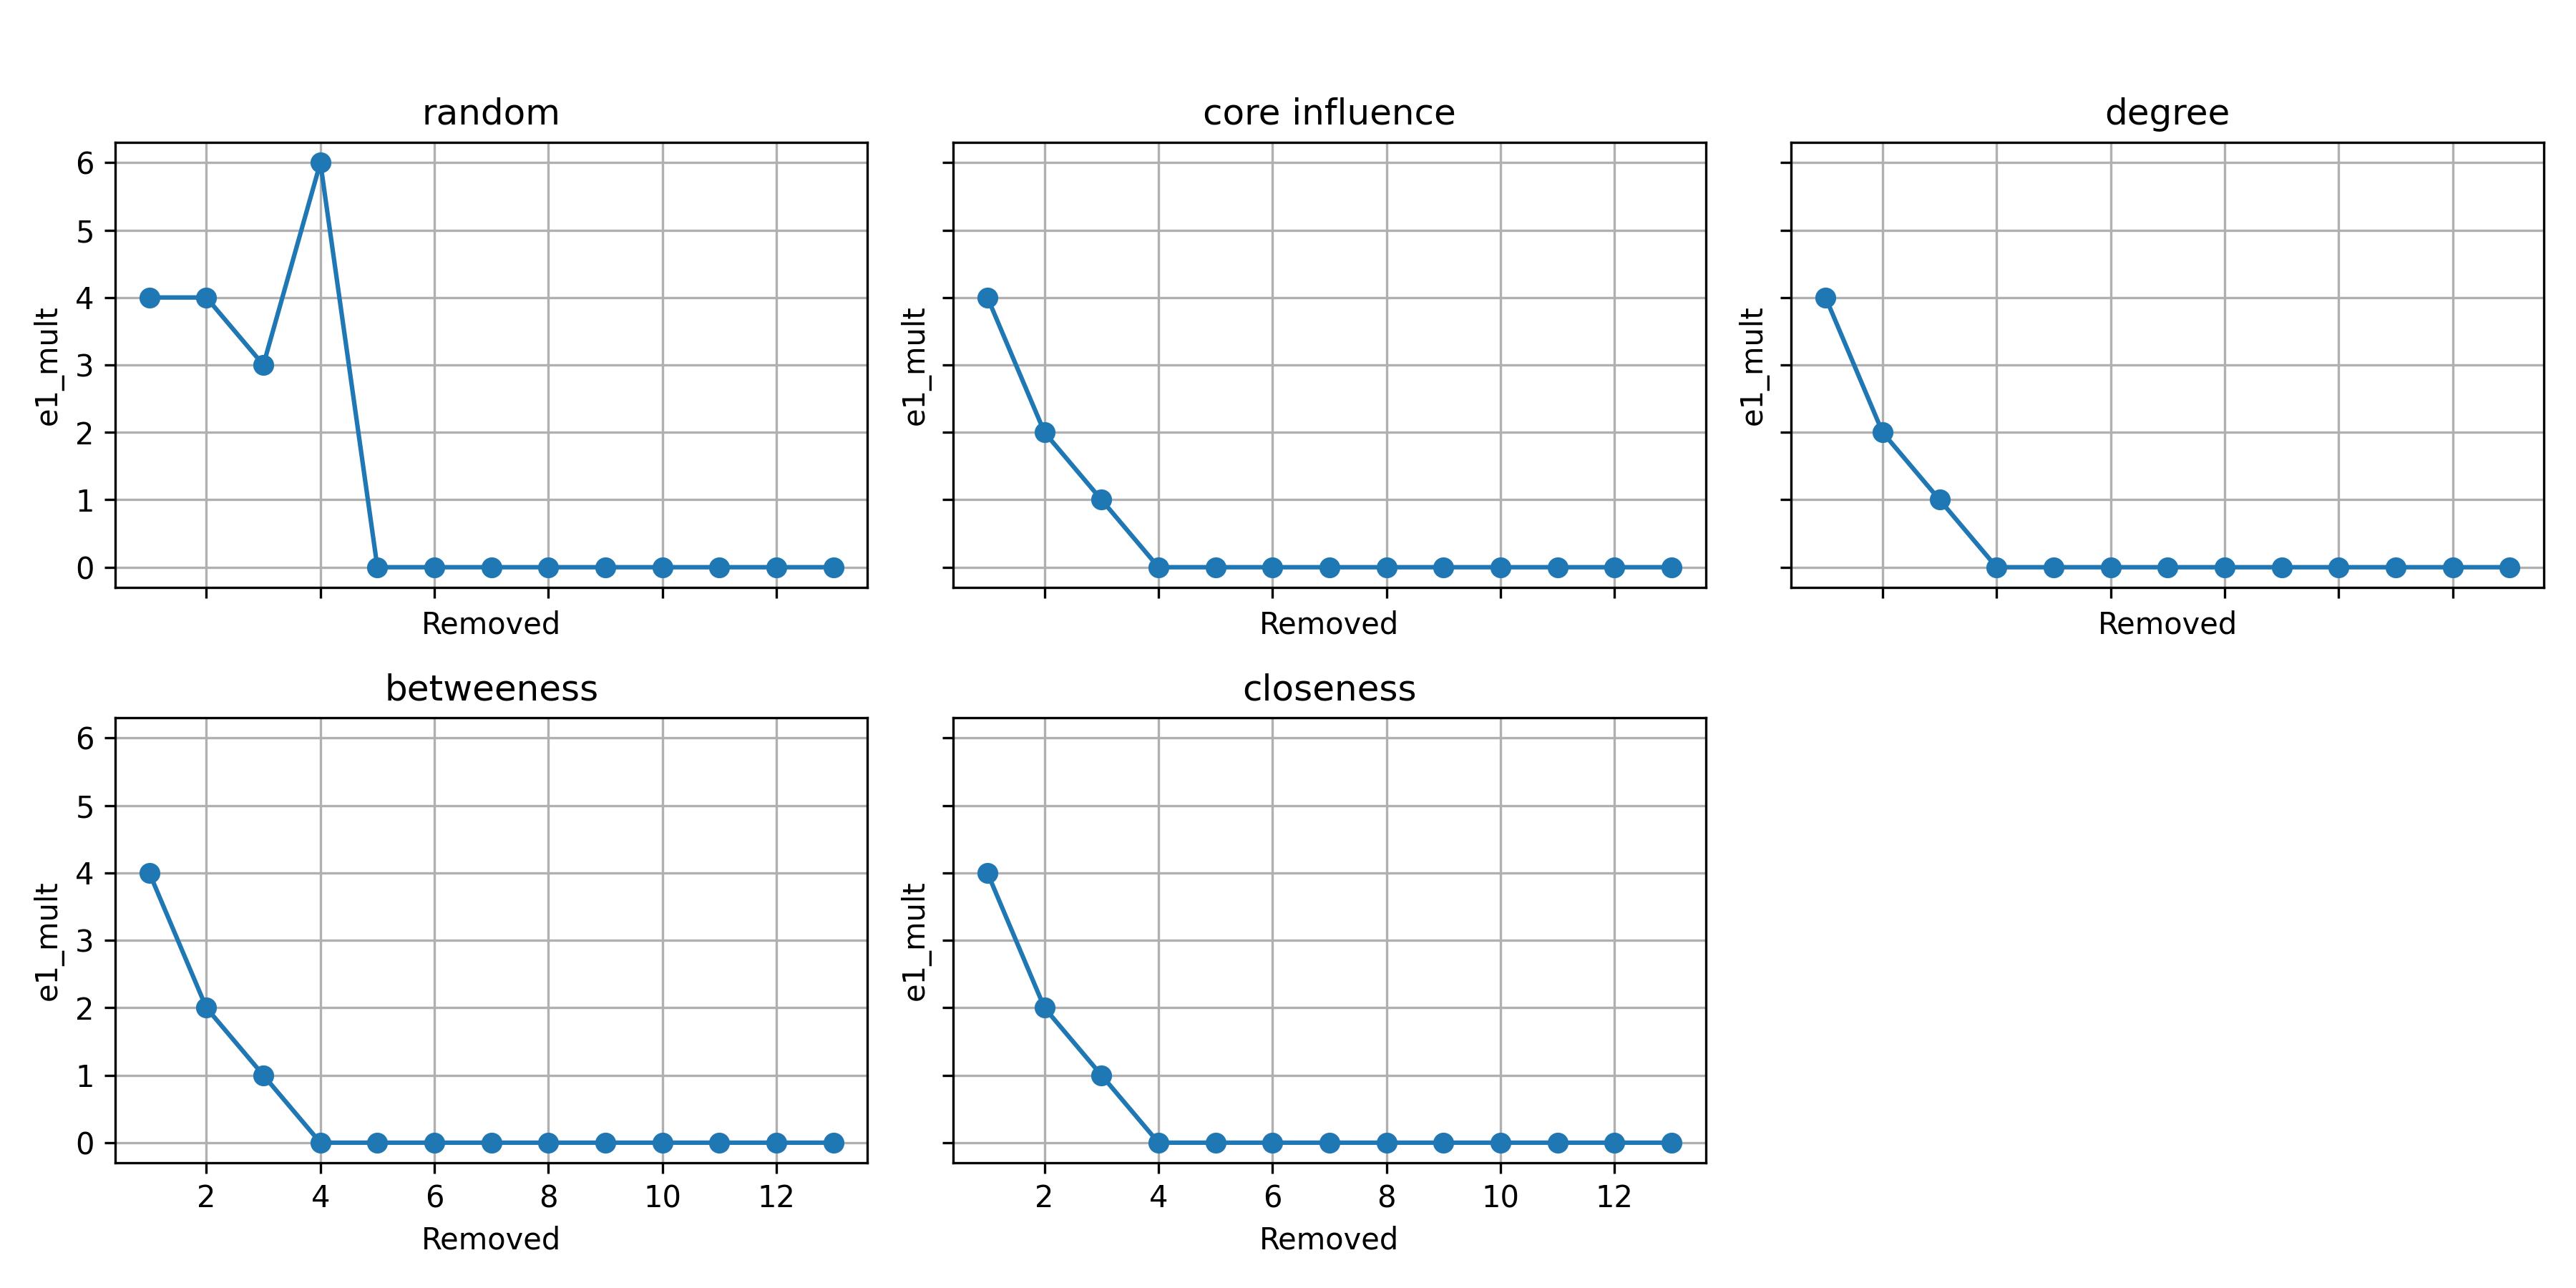 random
6
5
4
3
2
1
0
e1_mult
Removed
core influence
e1_mult
Removed
degree
e1_mult
Removed
betweeness
6
5
4
3
2
1
0
e1_mult
2 4 6 8 10 12
Removed
closeness
e1_mult
2 4 6 8 10 12
Removed